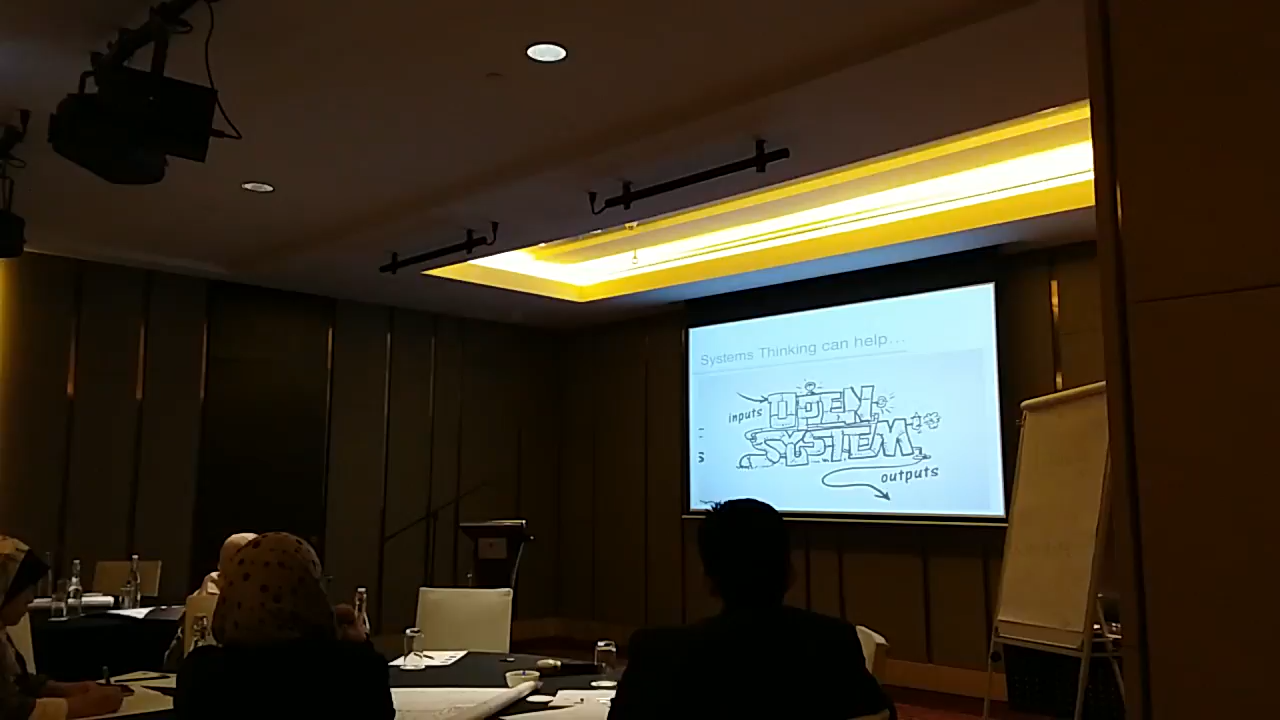 Systems Thinking can help...
inputs
OPEN
SYSTEM
outputs